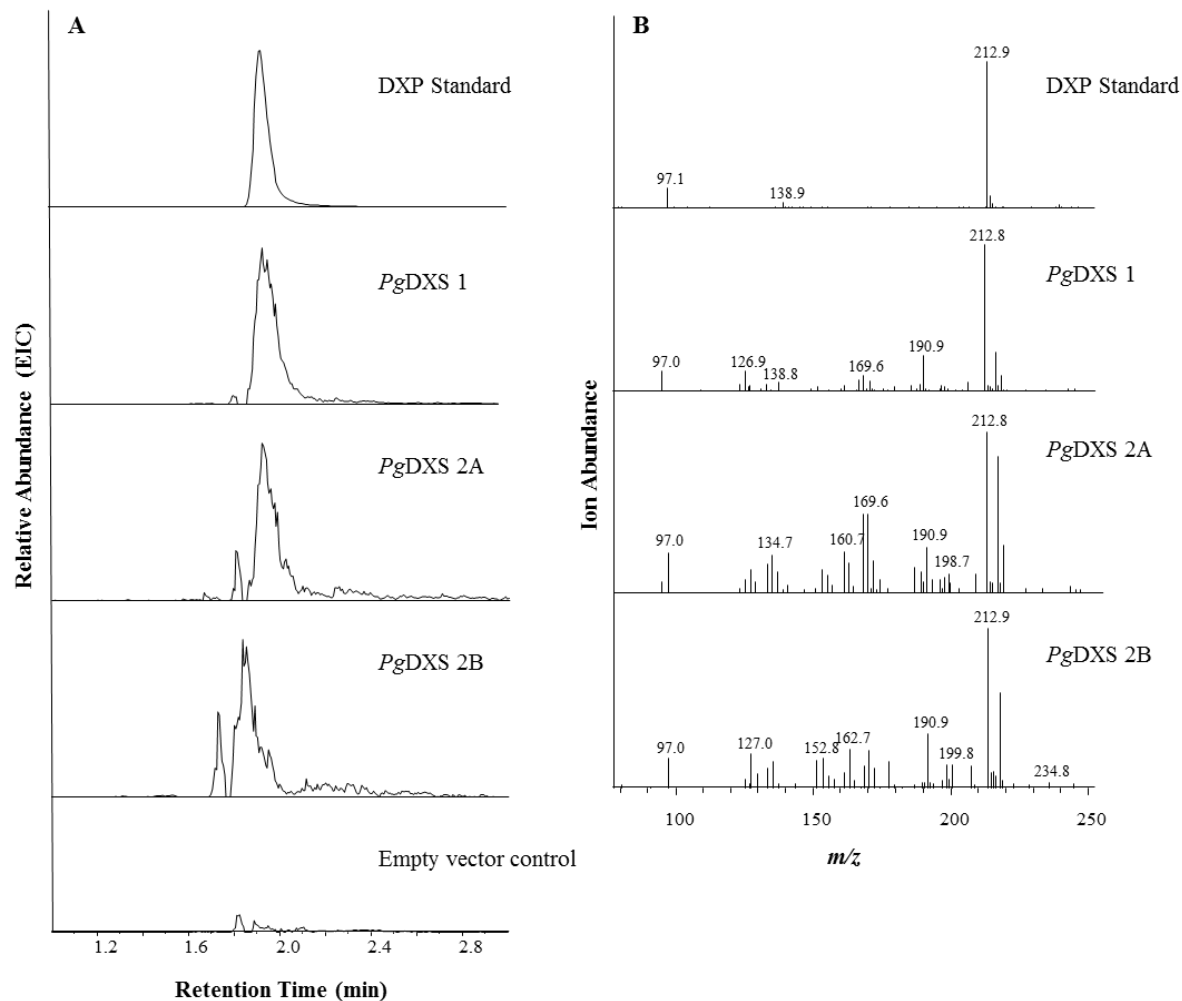 A
DXP Standard
PgDXS 1
PgDXS 2A
PgDXS 2B
Empty vector control
Relative Abundance (EIC)
1.2 1.6 2.0 2.4 2.8
Retention Time (min)
B
212.9
DXP Standard
97.1
138.9
212.8
PgDXS 1
97.0
126.9
138.8
169.6
190.9
212.8
PgDXS 2A
97.0
134.7
160.7
169.6
190.9
198.7
212.9
PgDXS 2B
97.0
127.0
152.8
162.7
190.9
199.8
234.8
Ion Abundance
100 150 200 250
m/z